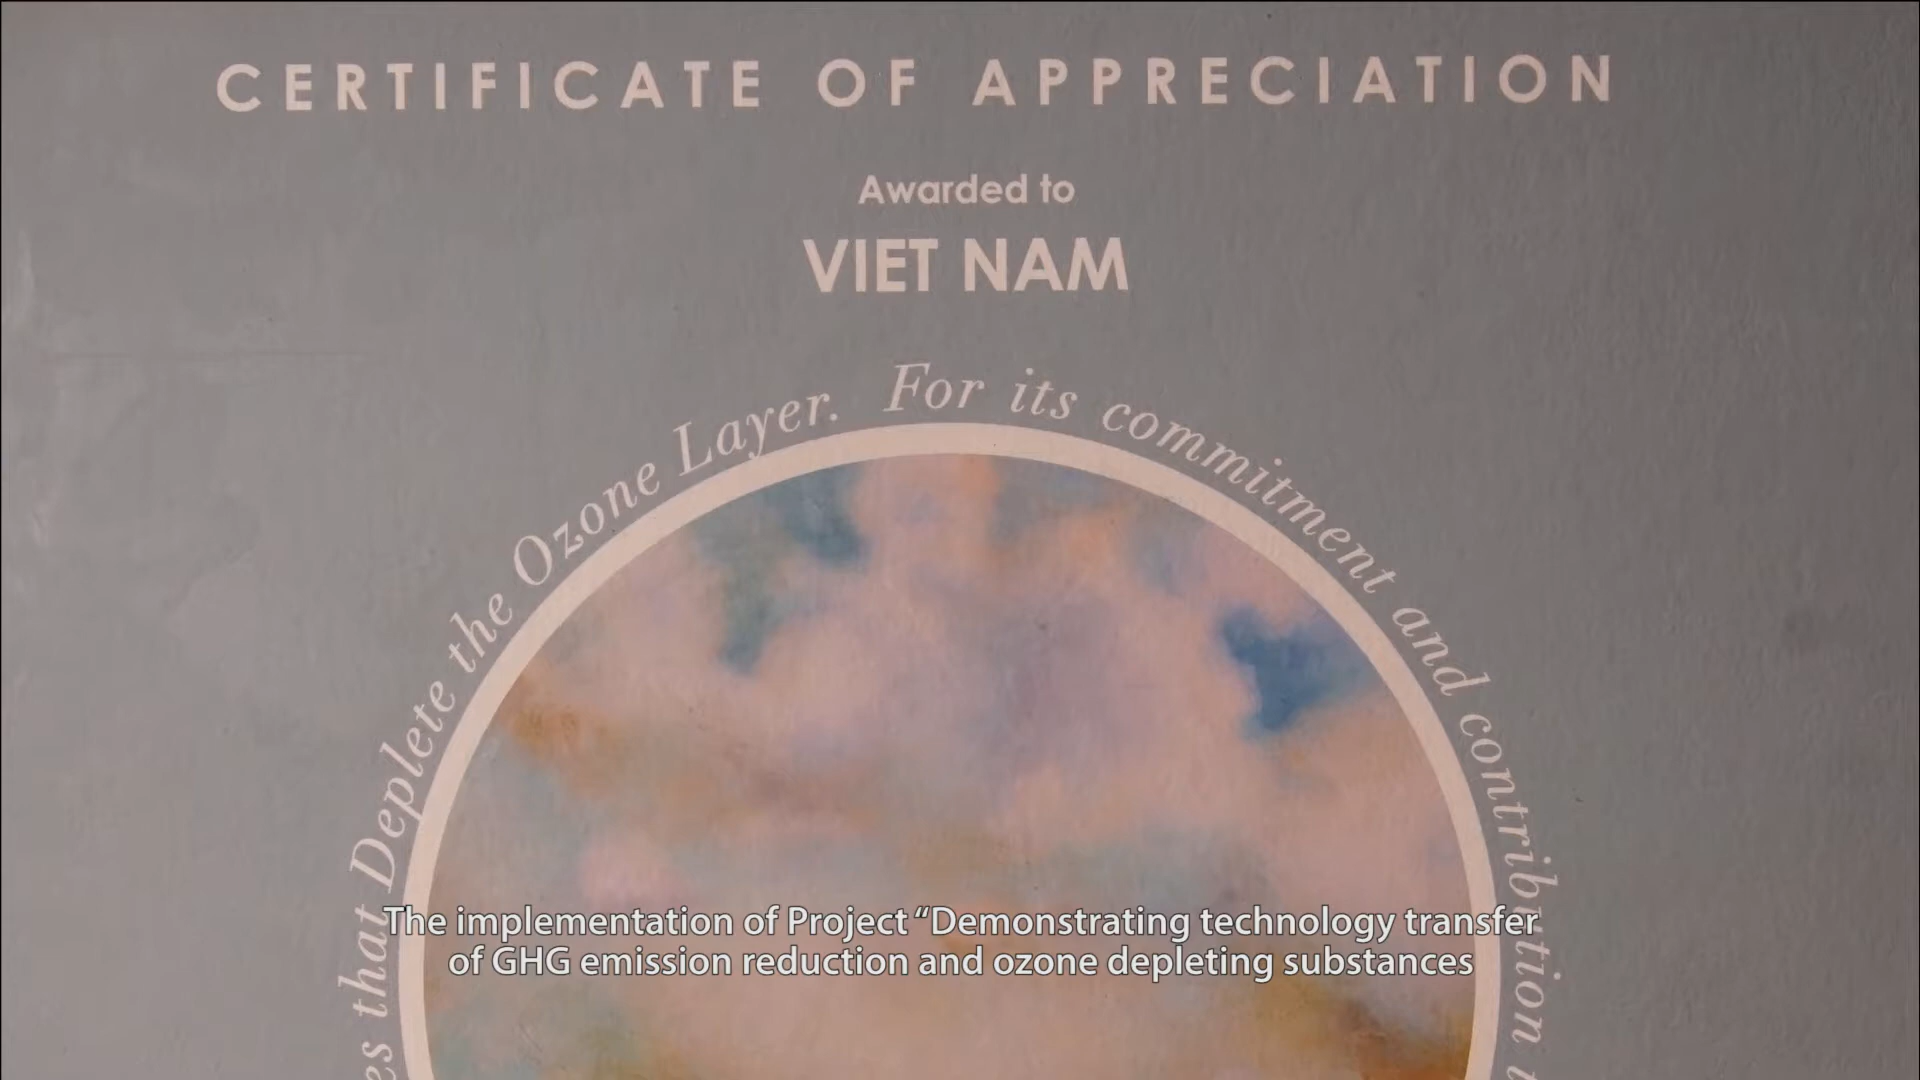 CERTIFICATE OF APPRECIATION
Awarded to
VIET NAM
For its commitment and contribution
that Deplete the Ozone Layer.
The implementation of Project “Demonstrating technology transfer
of GHG emission reduction and ozone depleting substances